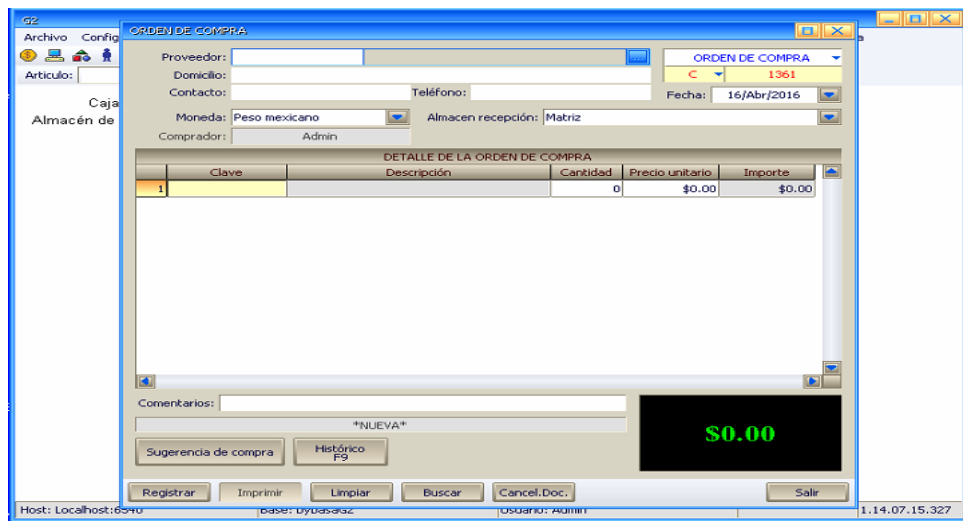 G2
ORDEN DE COMPRA
Archivo Config
Articulo:
Caja
Almacén de
Proveedor:
ORDEN DE COMPRA
Domicilio:
C 1361
Contacto: Teléfono:
Fecha: 16/Abr/2016
Moneda: Peso mexicano Almacen recepción: Matriz
Comprador: Admin
DETALLE DE LA ORDEN DE COMPRA
Clave Descripción Cantidad Precio unitario Importe
1 0 $0.00 $0.00
Comentarios:
*NUEVA*
$0.00
Sugerencia de compra Histórico
F9
Registrar Imprimir Limpiar Buscar Cancel.Doc. Salir
Host: Localhost:6540 Base: DybasaG2 Usuario: Admin 1.14.07.15.327